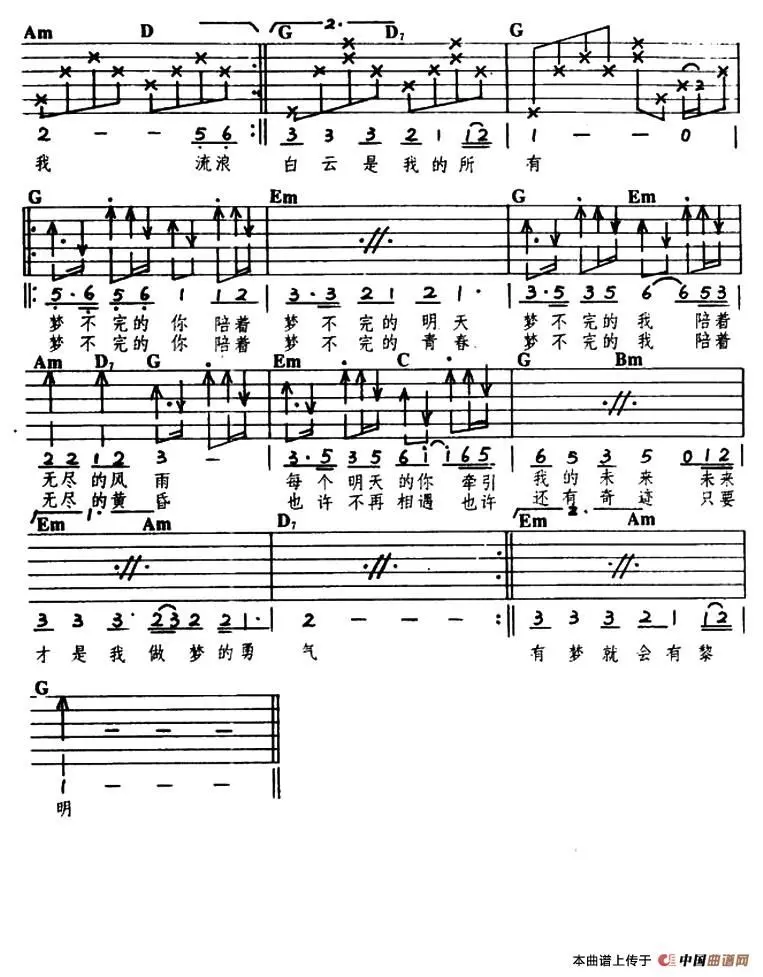 Am D G 2. D7 G
2 - - 5 6 :‖ 3 3 3 2 1 1 2 | 1 - - 0 |
我 流浪 白云是我的所 有
G Em G Em
‖: 5·6 5 6 1 1 2 | 3·3 2 1 2 1· | 3·5 3 5 6 6 5 3 |
梦不完的你陪着 梦不完的明天 梦不完的我 陪着
梦不完的你陪着 梦不完的青春 梦不完的我 陪着
Am D7 G Em C G Bm
2 2 1 2 3 - | 3·5 3 5 6 i i 6 5 | 6 5 3 5 0 1 2 |
无尽的风 雨 每个明天的你牵引 我的未来 未来
无尽的黄 昏 也许不再相遇也许 还有奇迹 只要
Em 1. Am D7 Em 2. Am
3 3 3· 2 3 2 2 1· | 2 - - - :‖ 3 3 3 2 1 1 2 |
才是我做梦的勇 气 有梦就会有黎
G
1 - - - ‖
明
本曲谱上传于 中国曲谱网